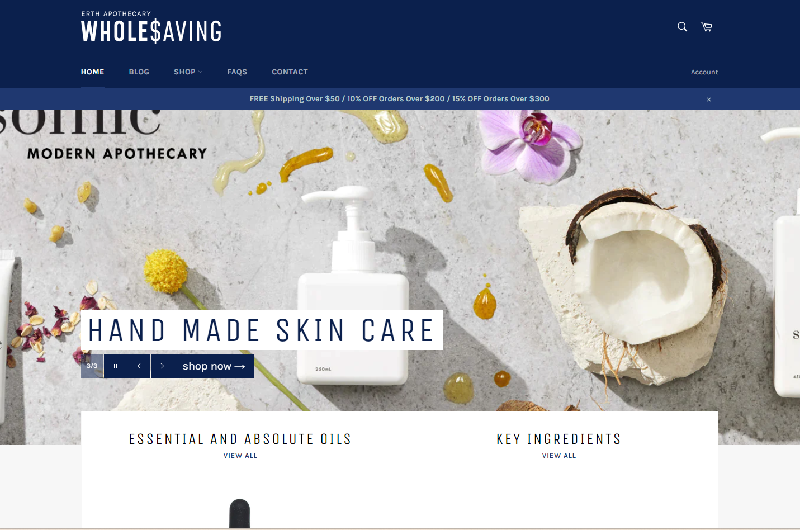 ERTH APOTHECARY
WHOLE$AVING
HOME BLOG SHOP FAQS CONTACT
Account
FREE Shipping Over $50 / 10% OFF Orders Over $200 / 15% OFF Orders Over $300
MODERN APOTHECARY
HAND MADE SKIN CARE
3/3
shop now →
250ML
ESSENTIAL AND ABSOLUTE OILS
VIEW ALL
KEY INGREDIENTS
VIEW ALL